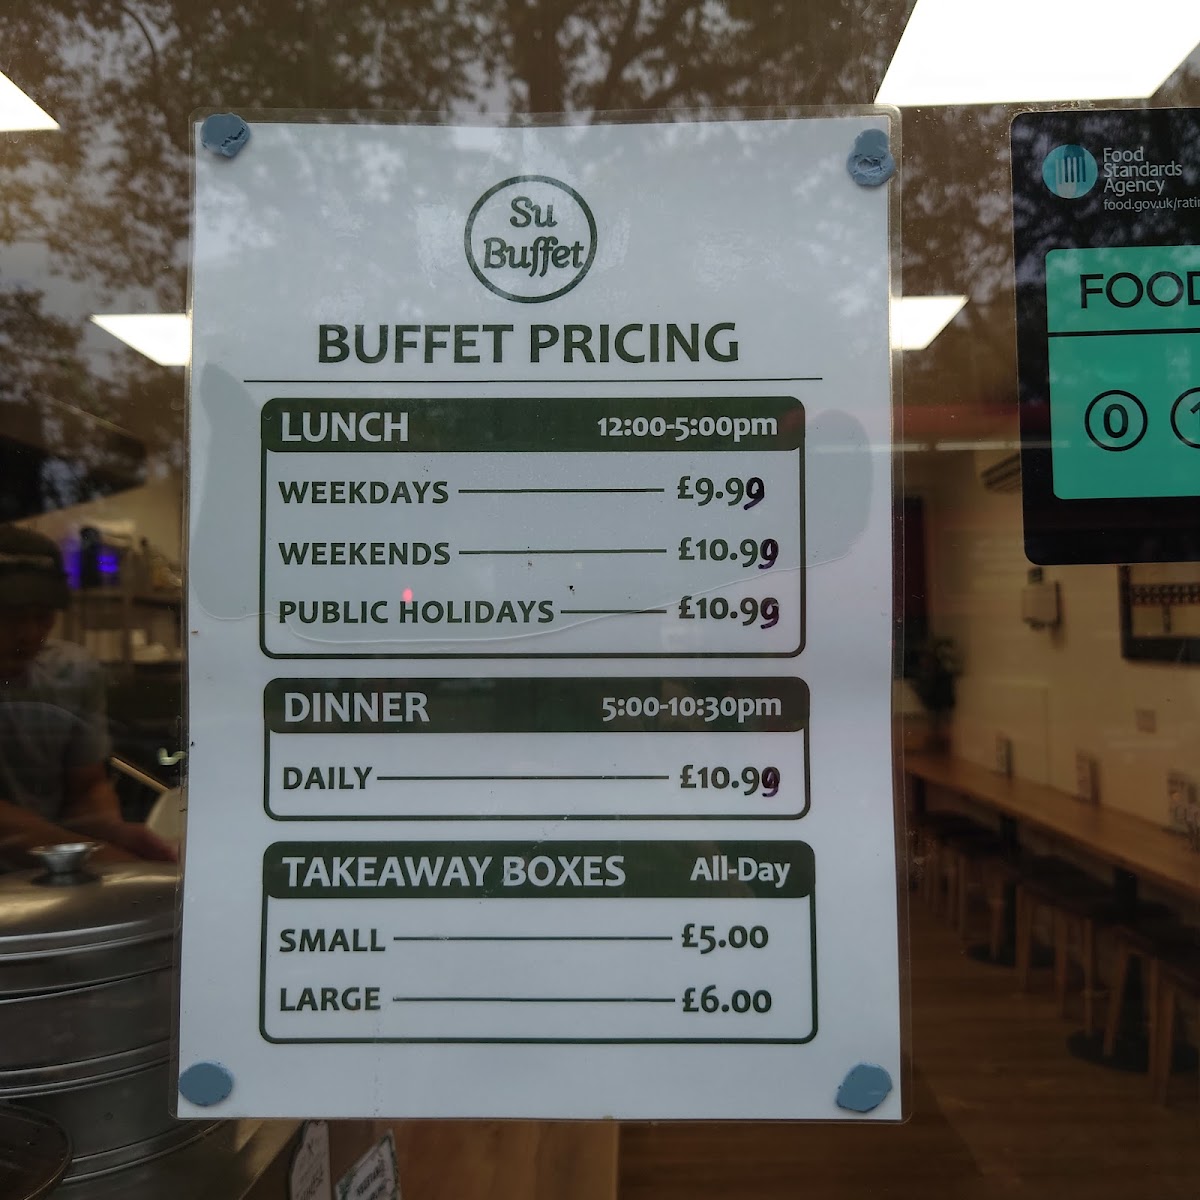 Su
Buffet
BUFFET PRICING
LUNCH 12:00-5:00pm
WEEKDAYS £9.99
WEEKENDS £10.99
PUBLIC HOLIDAYS £10.99
DINNER 5:00-10:30pm
DAILY £10.99
TAKEAWAY BOXES All-Day
SMALL £5.00
LARGE £6.00
Food
Standards
Agency
food.gov.uk/rati
FOOD
0 1